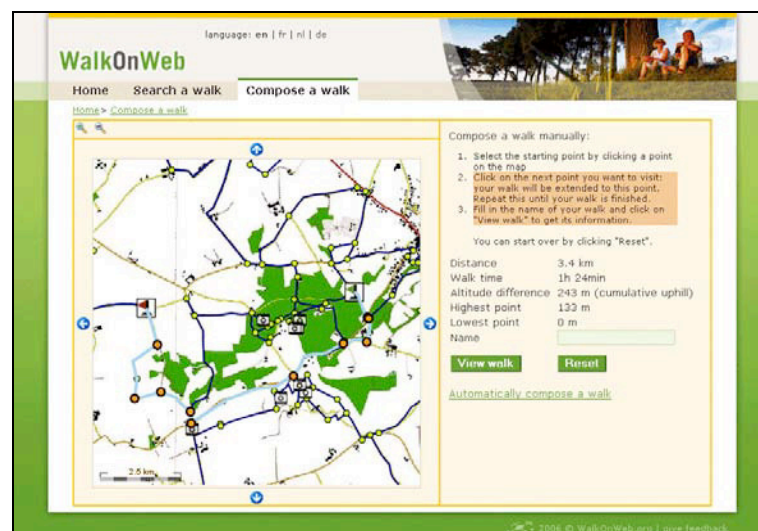 language: en | fr | nl | de
WalkOnWeb
Home Search a walk Compose a walk
Home> Compose a walk
Compose a walk manually:
1. Select the starting point by clicking a point
on the map
2. Click on the next point you want to visit:
your walk will be extended to this point.
Repeat this until your walk is finished.
3. Fill in the name of your walk and click on
"View walk" to get its information.
You can start over by clicking "Reset".
Distance 3.4 km
Walk time 1h 24min
Altitude difference 243 m (cumulative uphill)
Highest point 133 m
Lowest point 0 m
Name
View walk Reset
Automatically compose a walk
2.5 km
2006 © WalkOnWeb.org | give feedback